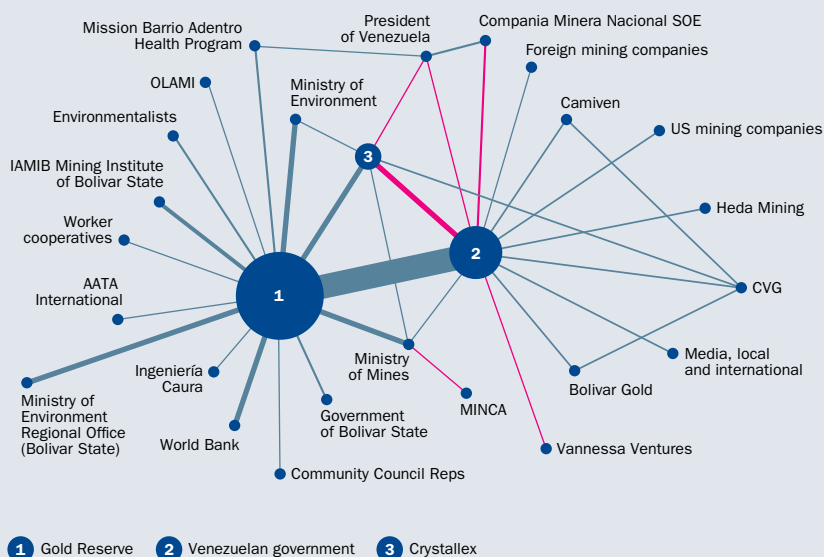 Mission Barrio Adentro
Health Program
President
of Venezuela
Compania Minera Nacional SOE
Foreign mining companies
OLAMI
Ministry of
Environment
Camiven
Environmentalists
US mining companies
3
IAMIB Mining Institute
of Bolivar State
Heda Mining
Worker
cooperatives
2
AATA
International
1
CVG
Ministry
of Mines
Media, local
and international
Ingeniería
Caura
Bolivar Gold
Ministry of
Environment
Regional Office
(Bolivar State)
MINCA
Government
of Bolivar State
World Bank
Vannessa Ventures
Community Council Reps
1 Gold Reserve
2 Venezuelan government
3 Crystallex